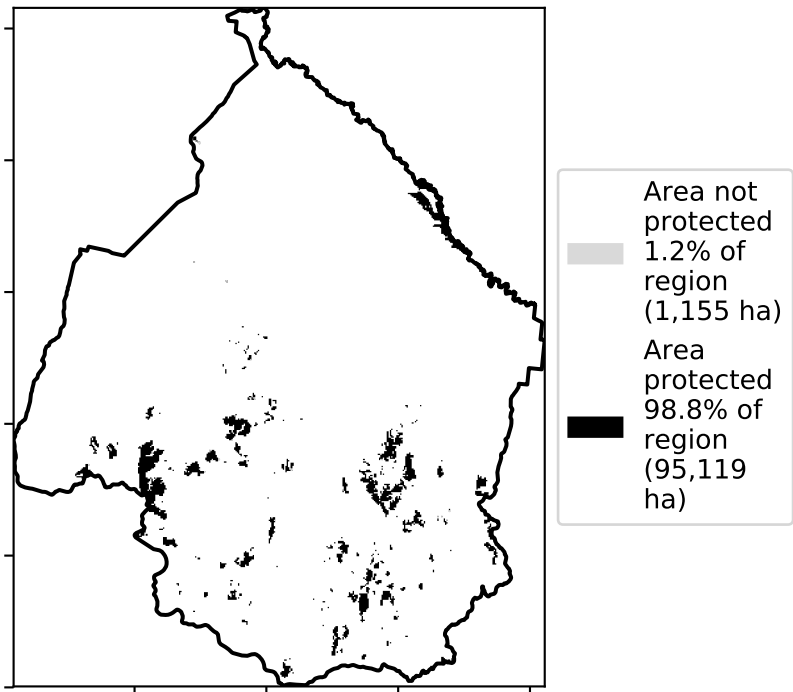 Area not
protected
1.2% of
region
(1,155 ha)
Area
protected
98.8% of
region
(95,119
ha)